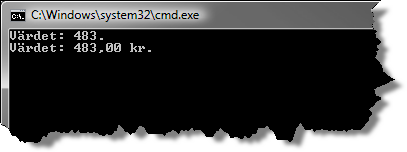 C:\Windows\system32\cmd.exe
Värdet: 483.
Värdet: 483,00 kr.